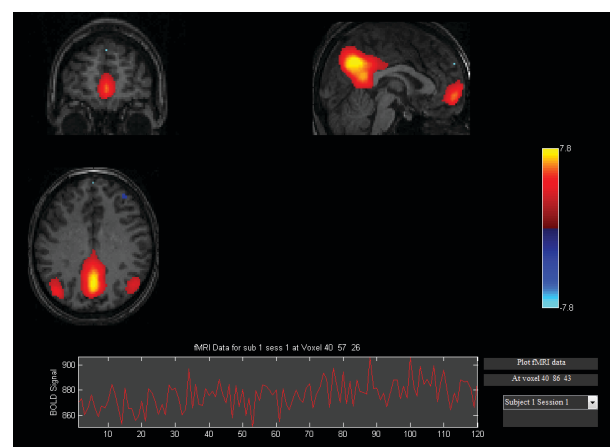 7.8
-7.8
fMRI Data for sub 1 sess 1 at Voxel 40 57 26
BOLD Signal
900
880
860
10 20 30 40 50 60 70 80 90 100 110 120
Plot fMRI data
At voxel 40 86 43
Subject 1 Session 1